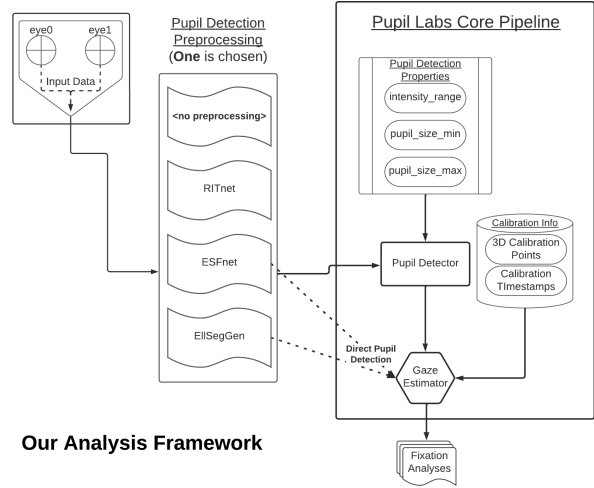 eye0
eye1
Input Data
Pupil Detection
Preprocessing
(One is chosen)
<no preprocessing>
RITnet
ESFnet
EllSegGen
Pupil Labs Core Pipeline
Pupil Detection
Properties
intensity_range
pupil_size_min
pupil_size_max
Pupil Detector
Calibration Info
3D Calibration
Points
Calibration
TImestamps
Direct Pupil
Detection
Gaze
Estimator
Fixation
Analyses
Our Analysis Framework